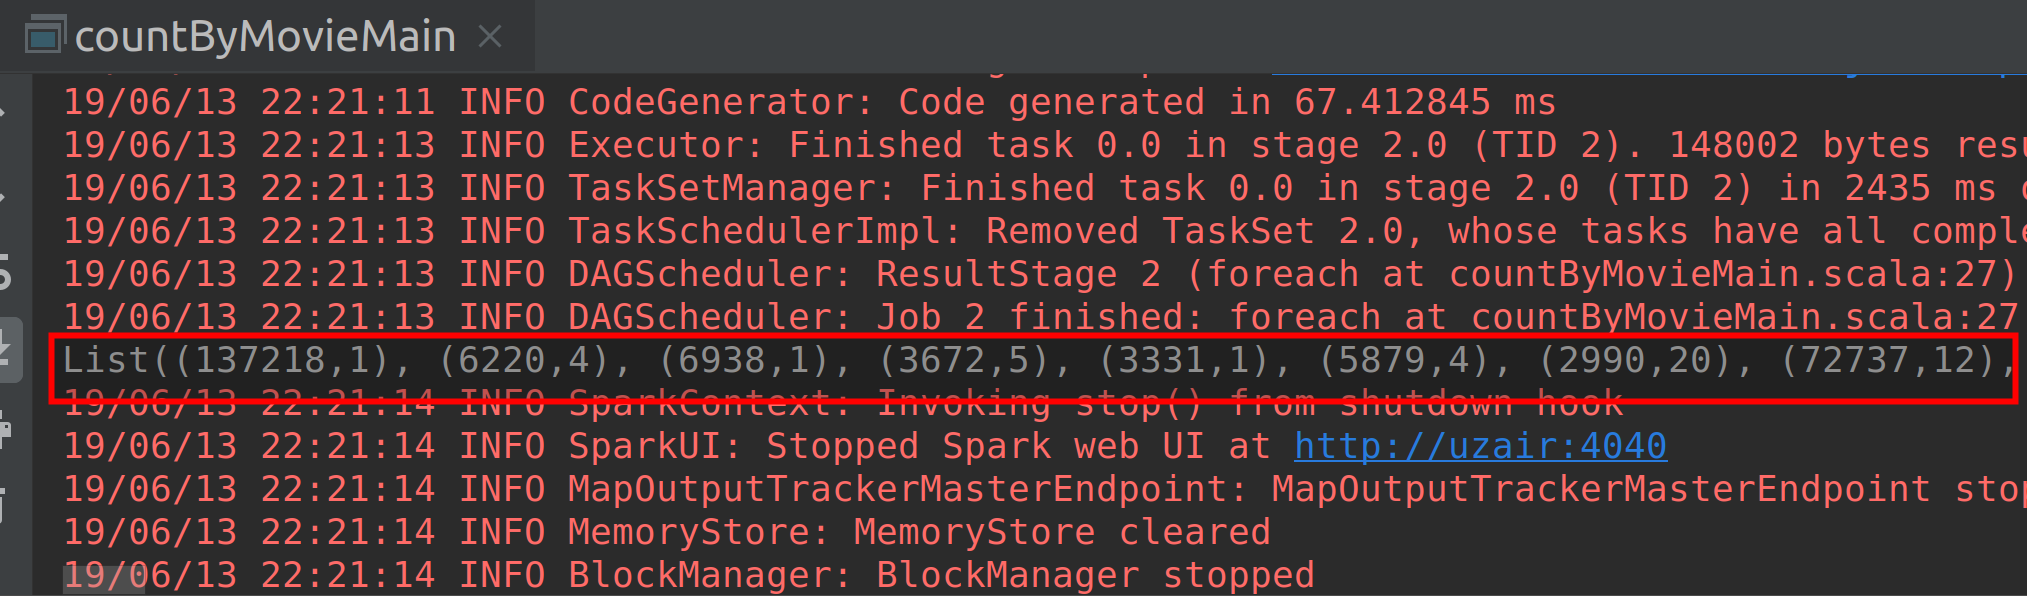 countByMovieMain
19/06/13 22:21:11 INFO CodeGenerator: Code generated in 67.412845 ms
19/06/13 22:21:13 INFO Executor: Finished task 0.0 in stage 2.0 (TID 2). 148002 bytes resu
19/06/13 22:21:13 INFO TaskSetManager: Finished task 0.0 in stage 2.0 (TID 2) in 2435 ms
19/06/13 22:21:13 INFO TaskSchedulerImpl: Removed TaskSet 2.0, whose tasks have all comple
19/06/13 22:21:13 INFO DAGScheduler: ResultStage 2 (foreach at countByMovieMain.scala:27)
19/06/13 22:21:13 INFO DAGScheduler: Job 2 finished: foreach at countByMovieMain.scala:27
List((137218,1), (6220,4), (6938,1), (3672,5), (3331,1), (5879,4), (2990,20), (72737,12),
19/06/13 22:21:14 INFO SparkContext: Invoking stop() from shutdown hook
19/06/13 22:21:14 INFO SparkUI: Stopped Spark web UI at http://uzair:4040
19/06/13 22:21:14 INFO MapOutputTrackerMasterEndpoint: MapOutputTrackerMasterEndpoint stop
19/06/13 22:21:14 INFO MemoryStore: MemoryStore cleared
19/06/13 22:21:14 INFO BlockManager: BlockManager stopped